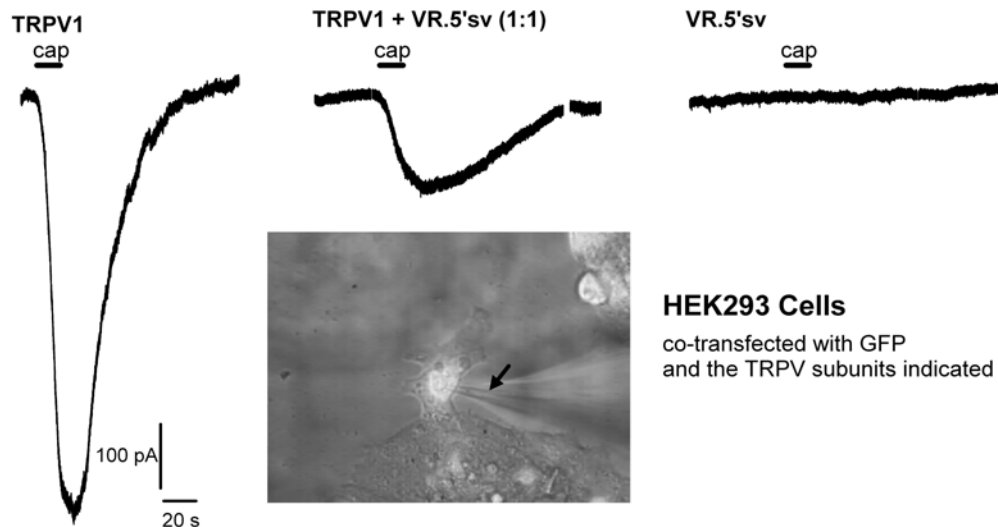 TRPV1
cap
TRPV1 + VR.5'sv (1:1)
cap
VR.5'sv
cap
100 pA
20 s
HEK293 Cells
co-transfected with GFP
and the TRPV subunits indicated